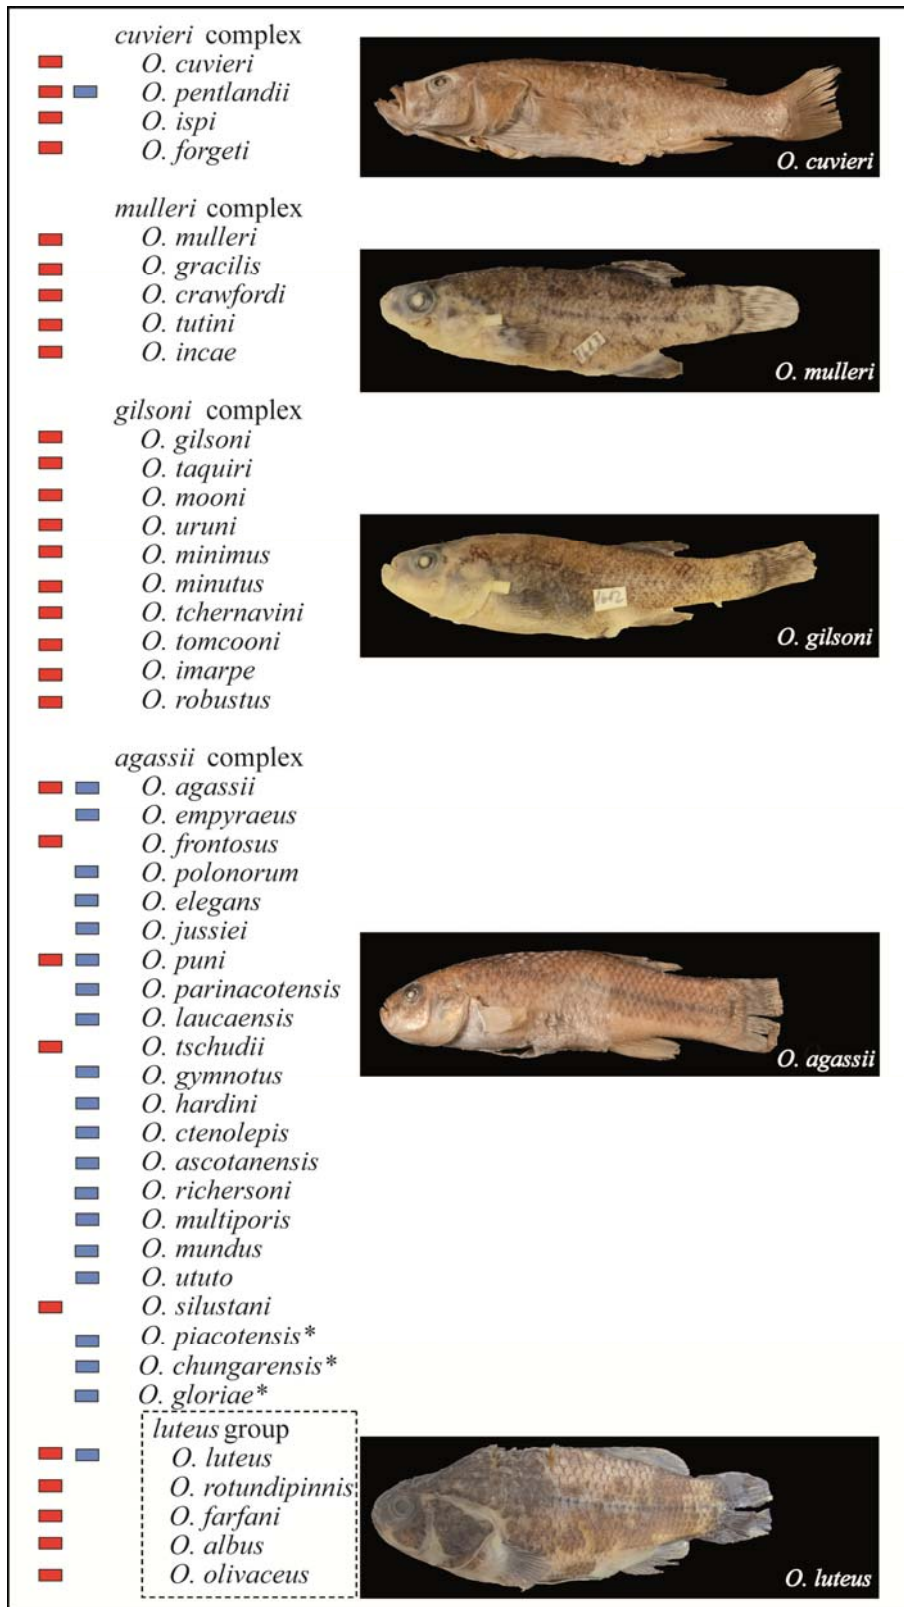 cuvieri complex
O. cuvieri
O. pentlandii
O. ispi
O. forgeti
O. cuvieri
mulleri complex
O. mulleri
O. gracilis
O. crawfordi
O. tutini
O. incae
O. mulleri
gilsoni complex
O. gilsoni
O. taquiri
O. mooni
O. uruni
O. minimus
O. minutus
O. tchernavini
O. tomcooni
O. imarpe
O. robustus
O. gilsoni
agassii complex
O. agassii
O. empyraeus
O. frontosus
O. polonorum
O. elegans
O. jussiei
O. puni
O. parinacotensis
O. laucaensis
O. tschudii
O. gymnotus
O. hardini
O. ctenolepis
O. ascotanensis
O. richersoni
O. multiporis
O. mundus
O. ututo
O. silustani
O. piacotensis*
O. chungarensis*
O. gloriae*
O. agassii
luteus group
O. luteus
O. rotundipinnis
O. farfani
O. albus
O. olivaceus
O. luteus